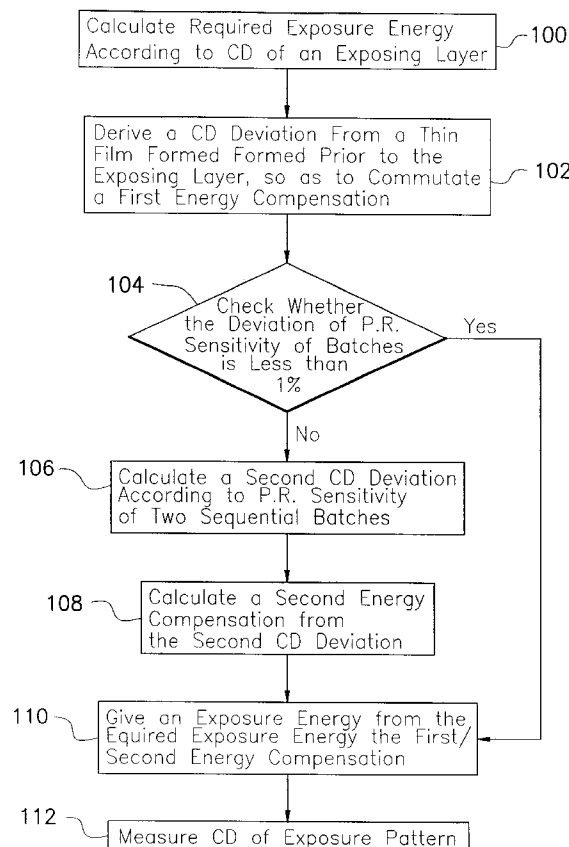 Calculate Required Exposure Energy
According to CD of an Exposing Layer
100
Derive a CD Deviation From a Thin
Film Formed Formed Prior to the
Exposing Layer, so as to Commutate
a First Energy Compensation
102
104
Check Whether
the Deviation of P.R.
Sensitivity of Batches
is Less than
1%
Yes
No
106
Calculate a Second CD Deviation
According to P.R. Sensitivity
of Two Sequential Batches
108
Calculate a Second Energy
Compensation from
the Second CD Deviation
110
Give an Exposure Energy from the
Equired Exposure Energy the First/
Second Energy Compensation
112
Measure CD of Exposure Pattern